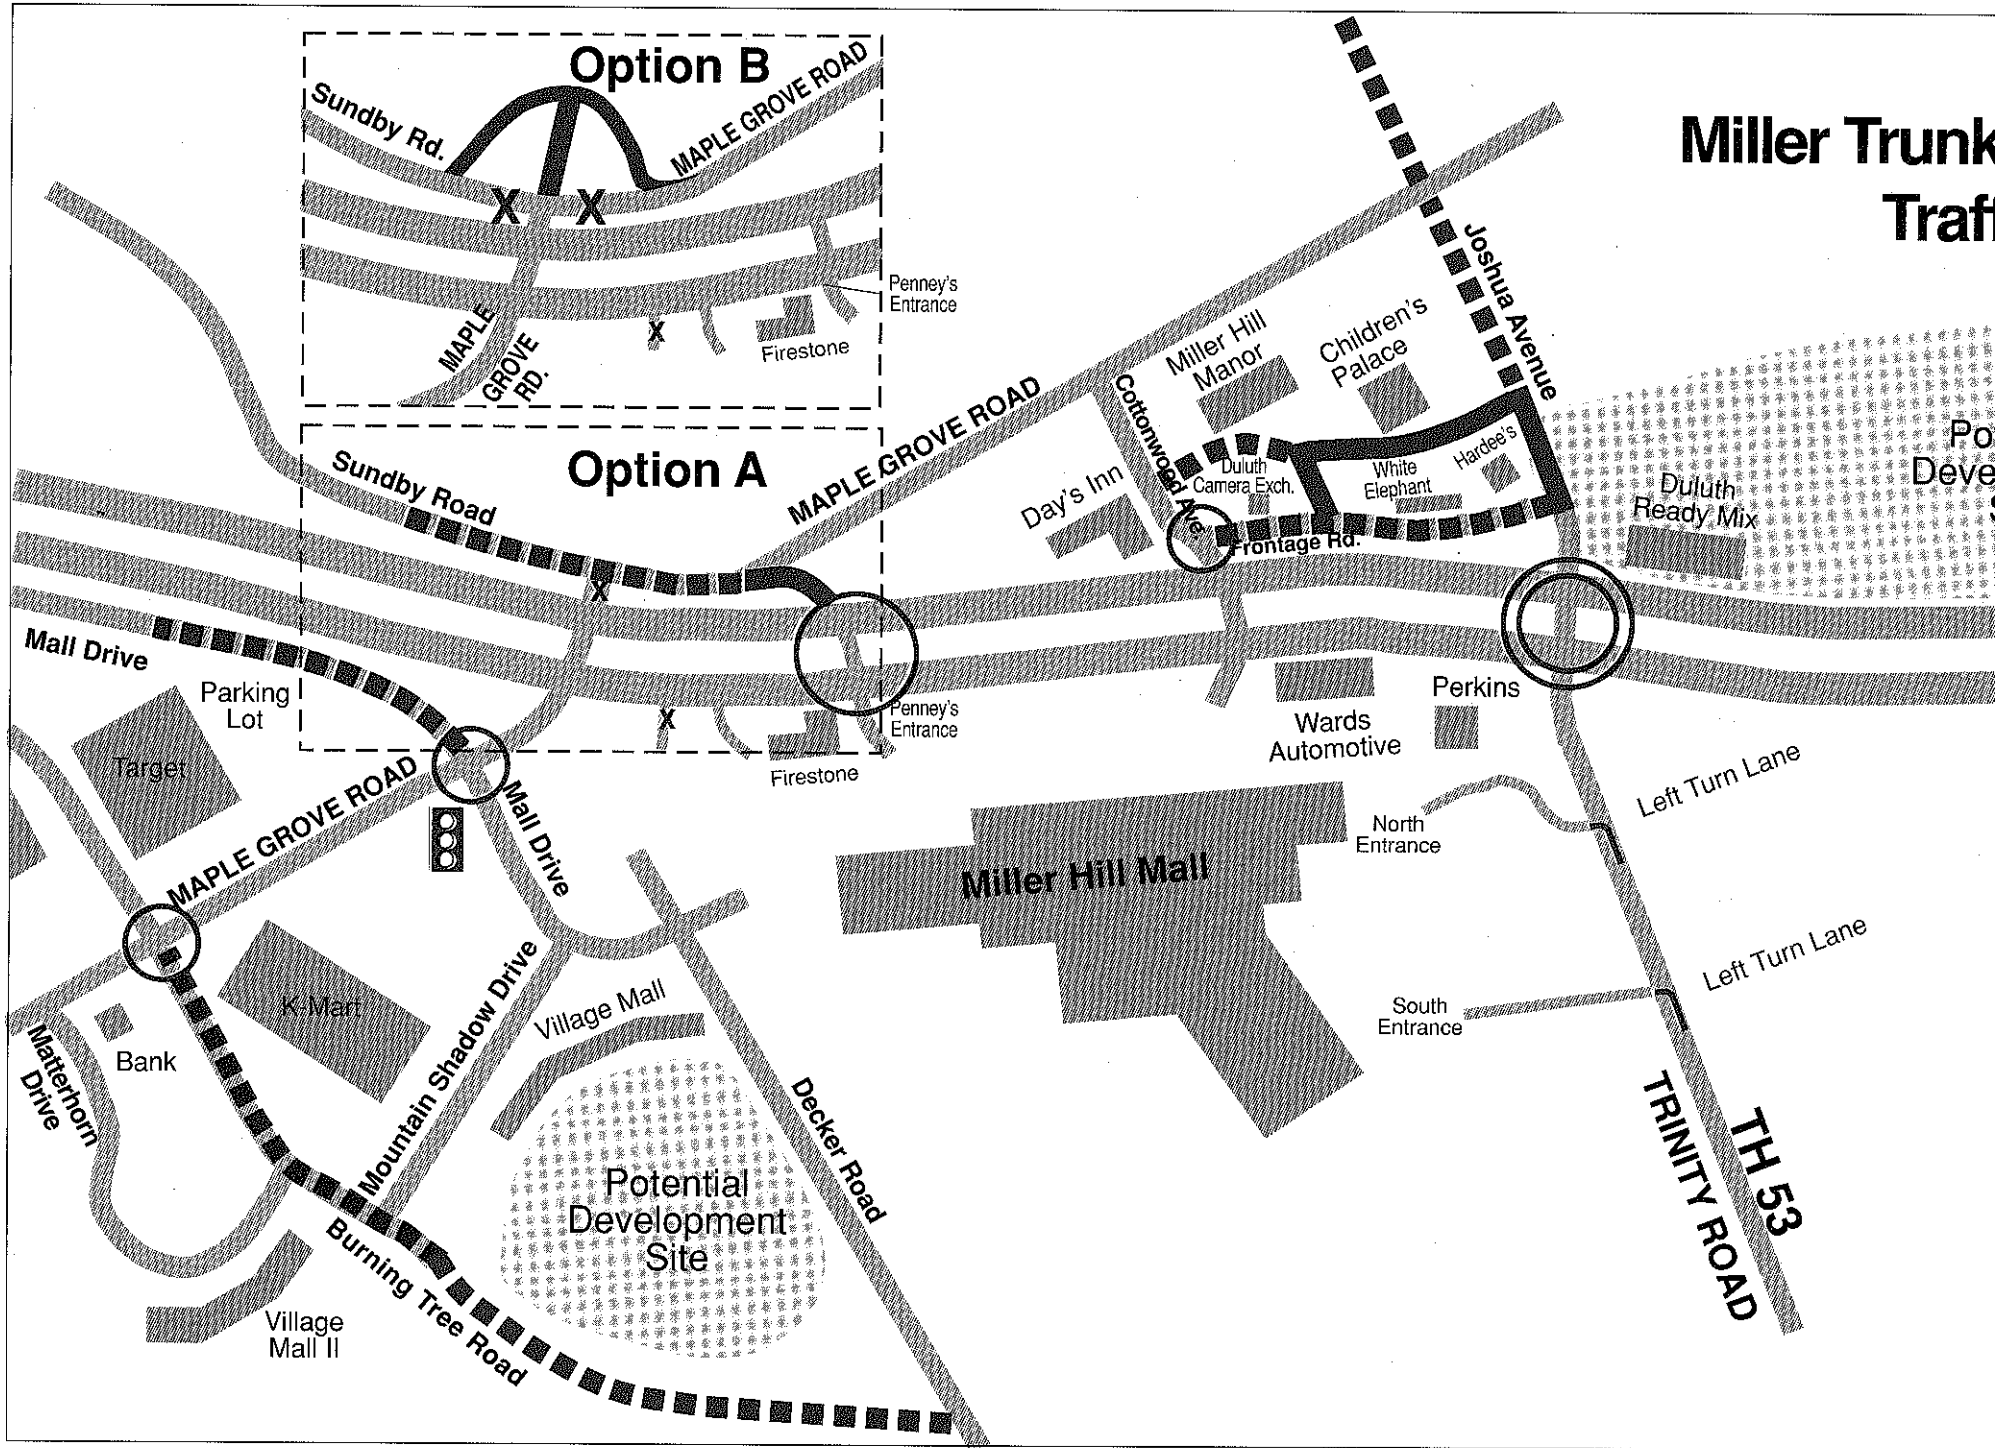 Option B
Sundby Rd.
MAPLE GROVE ROAD
X X
MAPLE
GROVE
RD.
X
Firestone
Penney's
Entrance
Miller Trunk
Traff
Joshua Avenue
Miller Hill
Manor
Children's
Palace
Cottonwood Ave.
Duluth
Camera Exch.
White
Elephant
Hardee's
Frontage Rd.
Day's Inn
Po
Deve
S
Duluth
Ready Mix
Option A
Sundby Road
MAPLE GROVE ROAD
X
X
Penney's
Entrance
Firestone
Mall Drive
Parking
Lot
Target
MAPLE GROVE ROAD
Mall Drive
Wards
Automotive
Perkins
Left Turn Lane
North
Entrance
Miller Hill Mall
Left Turn Lane
South
Entrance
K-Mart
Bank
Matterhorn
Drive
Mountain Shadow Drive
Village Mall
Decker Road
Potential
Development
Site
Burning Tree Road
Village
Mall II
TH 53
TRINITY ROAD